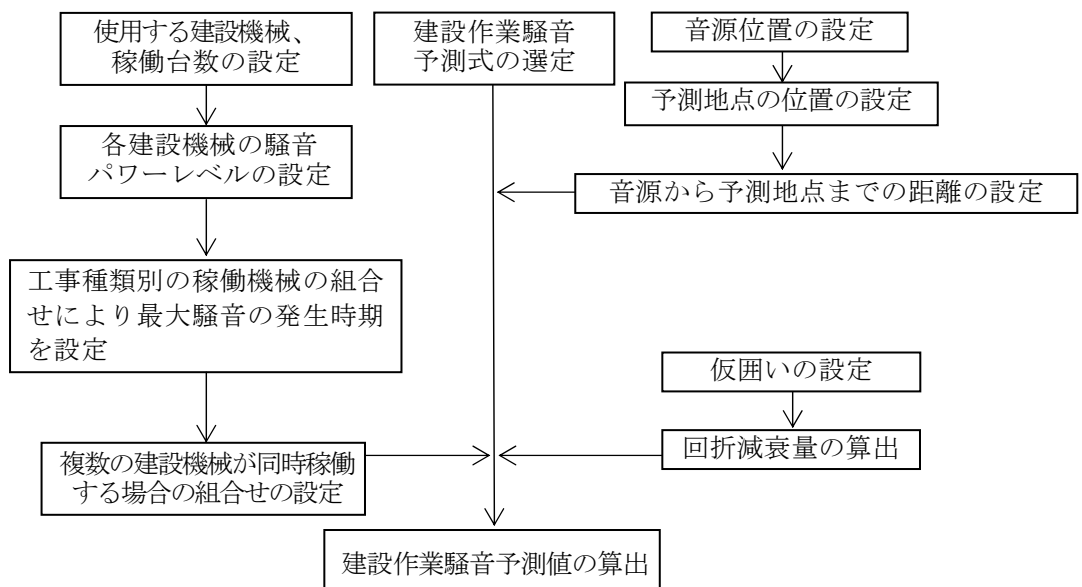 使用する建設機械、
稼働台数の設定
建設作業騒音
予測式の選定
音源位置の設定
予測地点の位置の設定
各建設機械の騒音
パワーレベルの設定
音源から予測地点までの距離の設定
工事種類別の稼働機械の組合
せにより最大騒音の発生時期
を設定
仮囲いの設定
回折減衰量の算出
複数の建設機械が同時稼働
する場合の組合せの設定
建設作業騒音予測値の算出